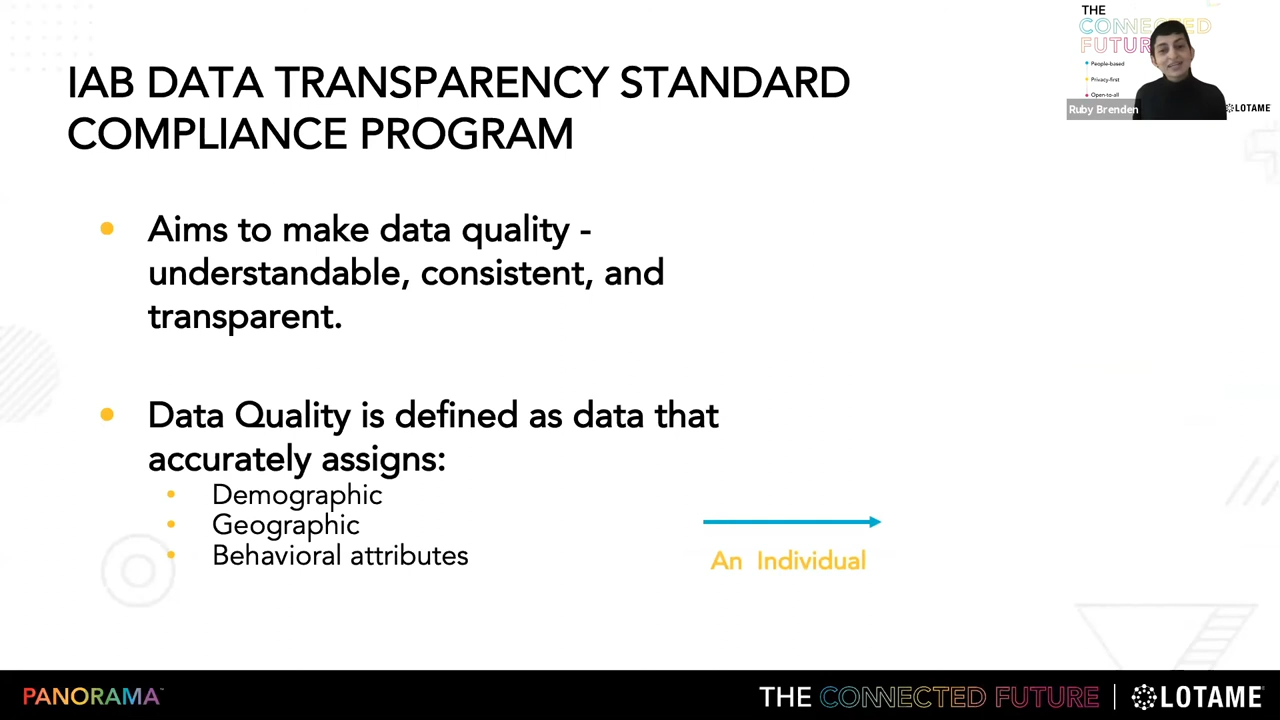 THE
CONNECTED
FUTURE
People-based
Privacy-first
Open-to-all
Ruby Brenden
LOTAME
IAB DATA TRANSPARENCY STANDARD
COMPLIANCE PROGRAM
Aims to make data quality -
understandable, consistent, and
transparent.
Data Quality is defined as data that
accurately assigns:
Demographic
Geographic
Behavioral attributes
An Individual
PANORAMA™
THE CONNECTED FUTURE | LOTAME